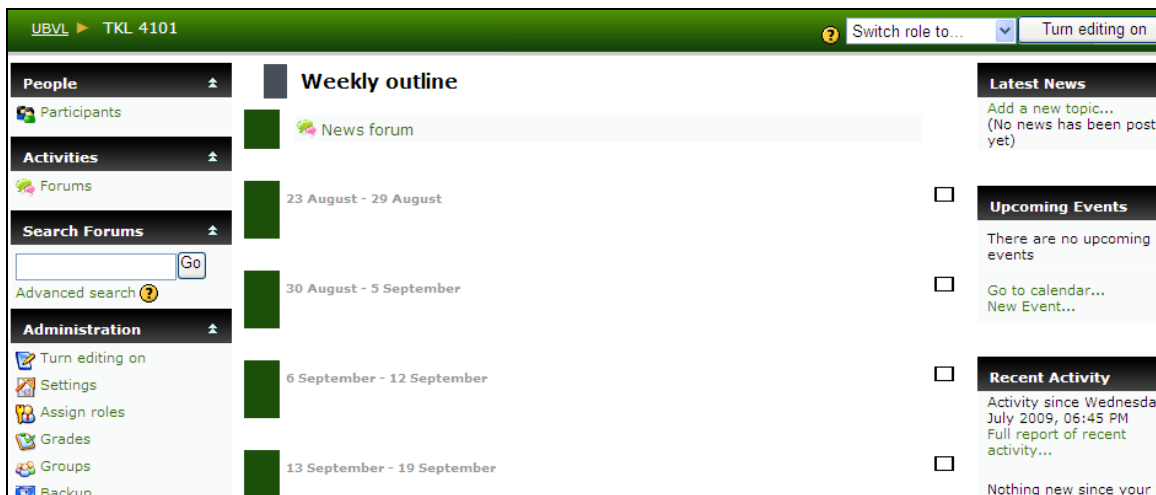 UBVL ► TKL 4101
Switch role to...
Turn editing on
People
Participants
Activities
Forums
Search Forums
Go
Advanced search
Administration
Turn editing on
Settings
Assign roles
Grades
Groups
Backup
Weekly outline
News forum
23 August - 29 August
30 August - 5 September
6 September - 12 September
13 September - 19 September
Latest News
Add a new topic...
(No news has been post
yet)
Upcoming Events
There are no upcoming
events
Go to calendar...
New Event...
Recent Activity
Activity since Wednesda
July 2009, 06:45 PM
Full report of recent
activity...
Nothing new since your